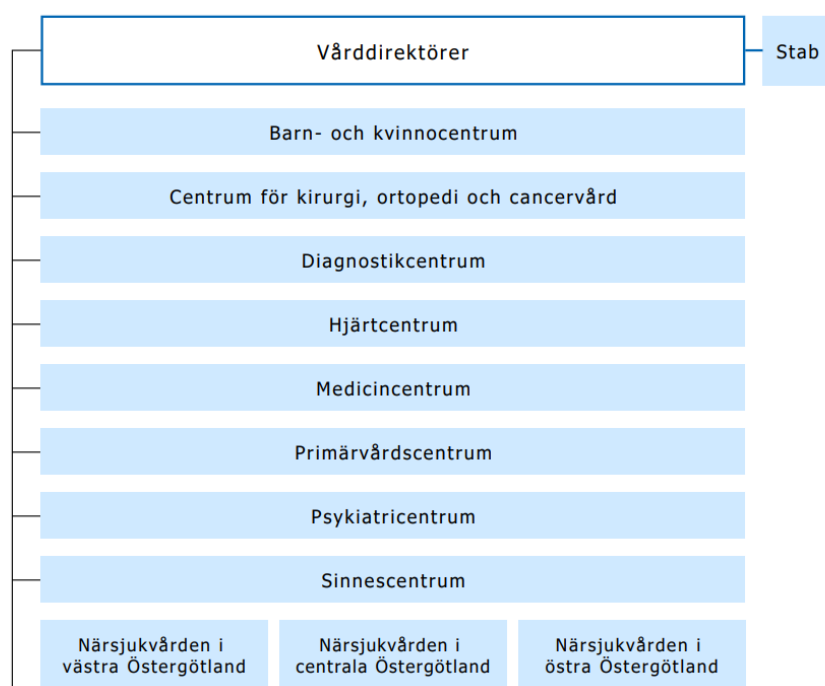 Vårddirektörer
Stab
Barn- och kvinnocentrum
Centrum för kirurgi, ortopedi och cancervård
Diagnostikcentrum
Hjärtcentrum
Medicincentrum
Primärvårdscentrum
Psykiatricentrum
Sinnescentrum
Närsjukvården i
västra Östergötland
Närsjukvården i
centrala Östergötland
Närsjukvården i
östra Östergötland